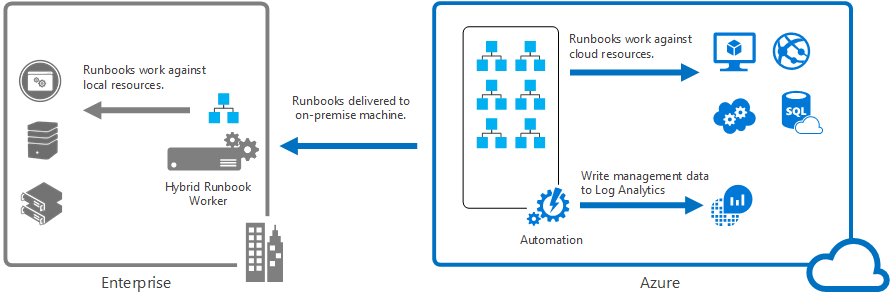 Runbooks work against
local resources.
Hybrid Runbook
Worker
Enterprise
Runbooks delivered to
on-premise machine.
Runbooks work against
cloud resources.
SQL
Write management data
to Log Analytics
Automation
Azure